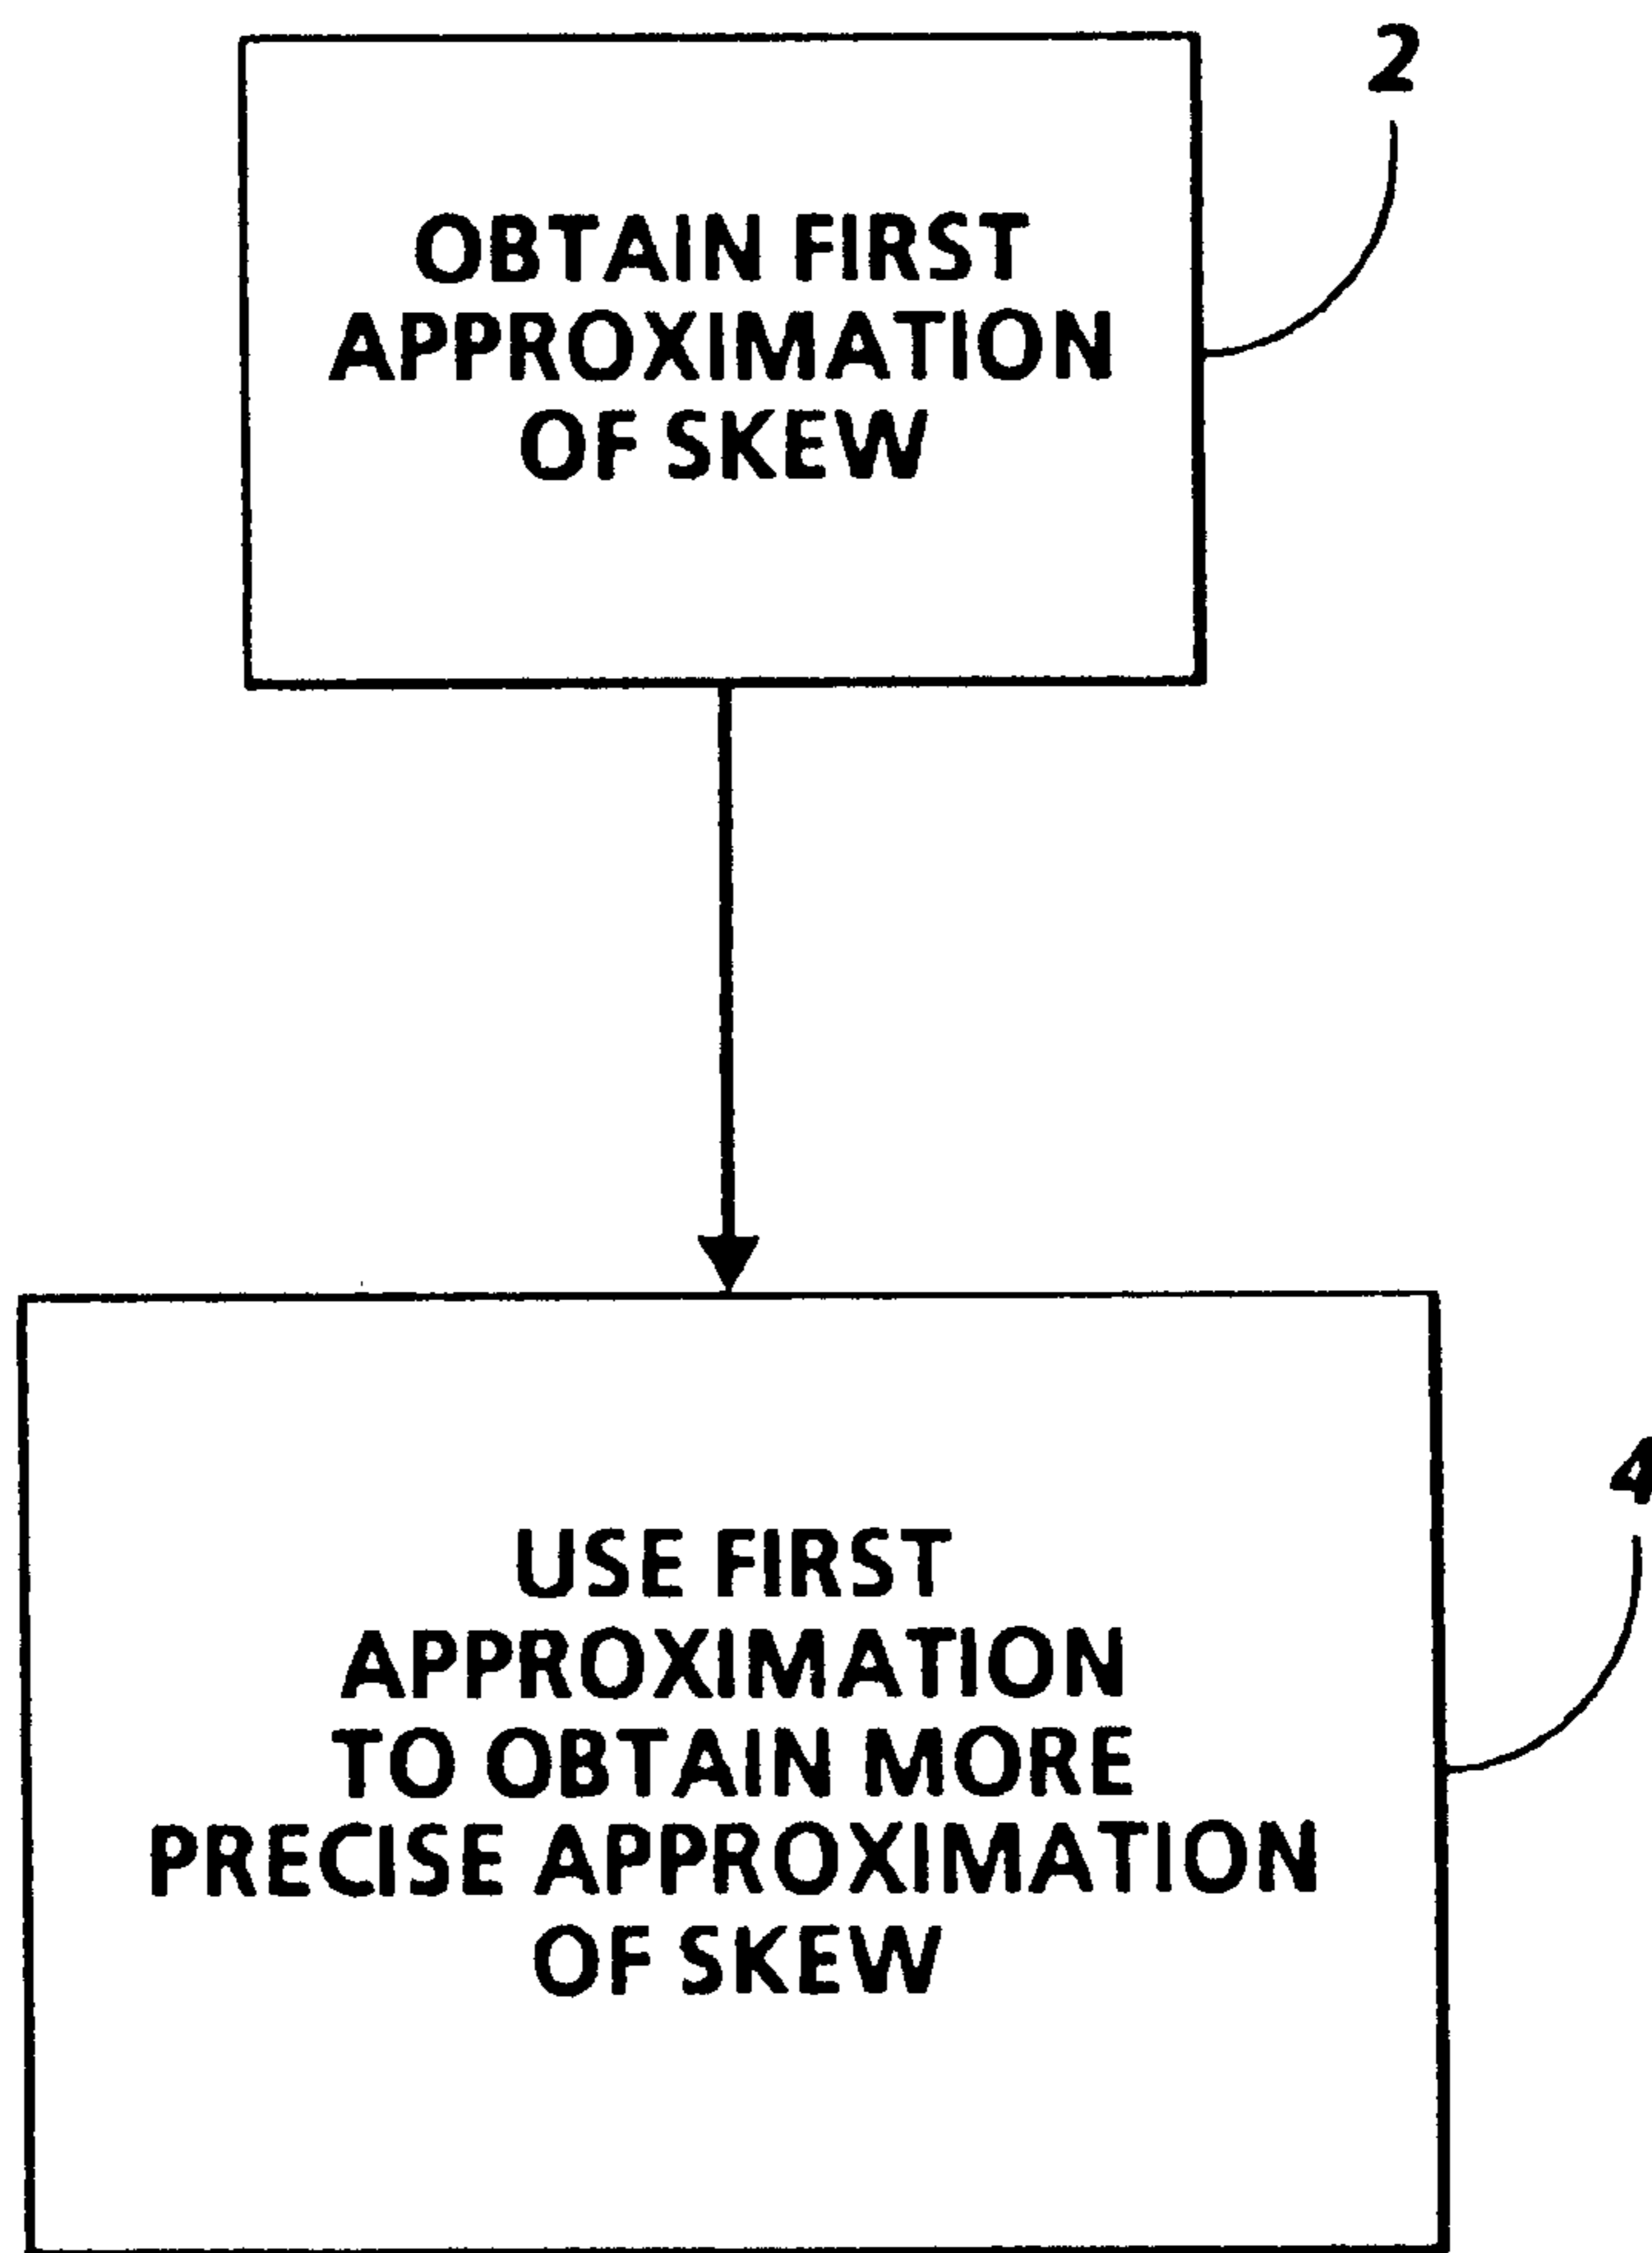 2
OBTAIN FIRST
APPROXIMATION
OF SKEW
4
USE FIRST
APPROXIMATION
TO OBTAIN MORE
PRECISE APPROXIMATION
OF SKEW